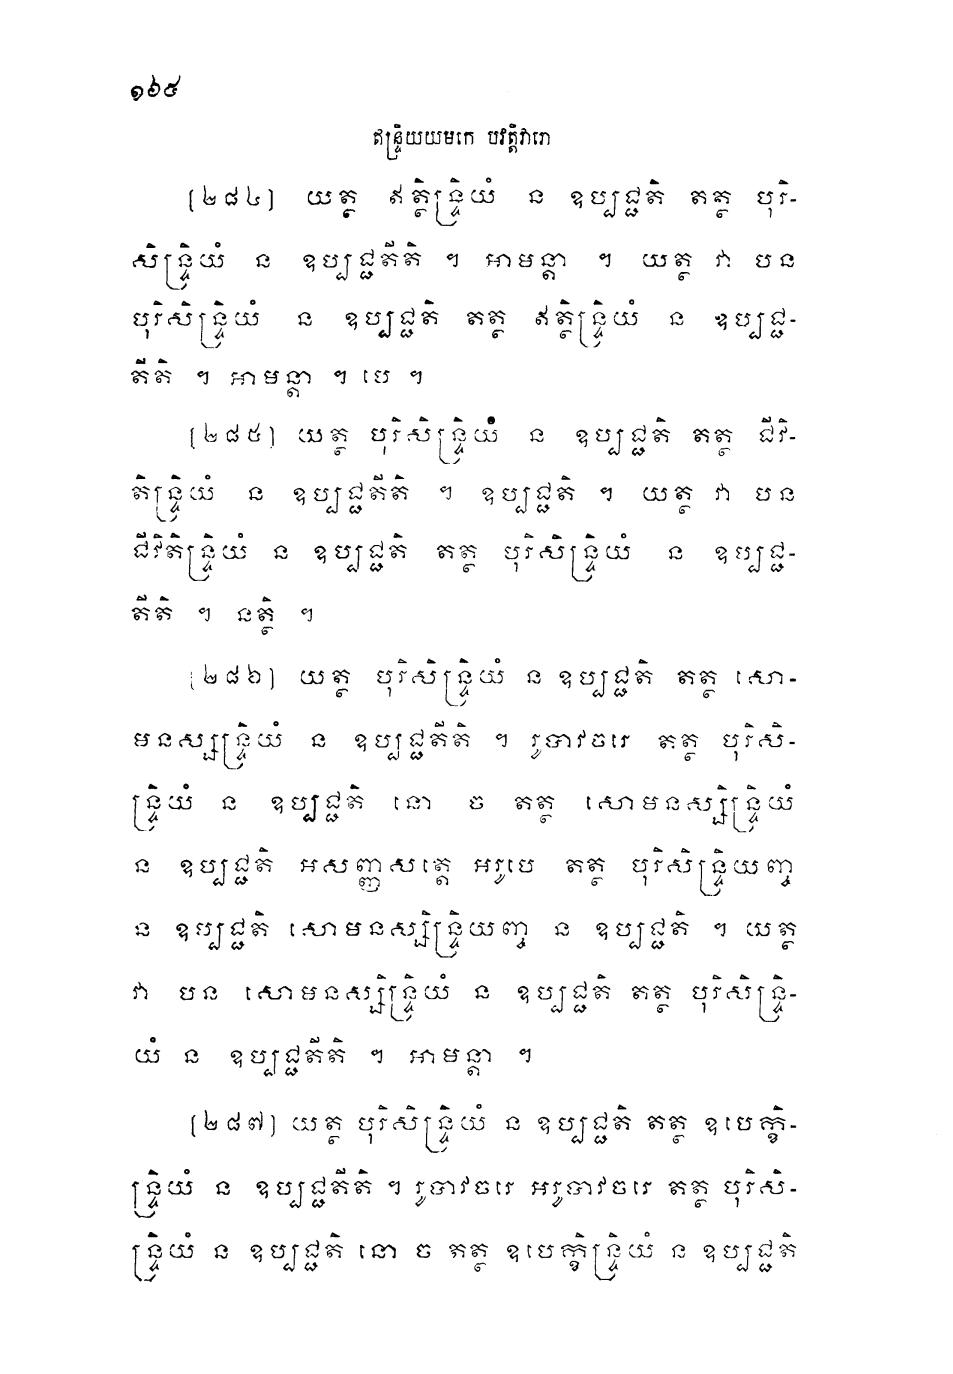 ១៦៤
ឥន្ទ្រិយយមកេ បវត្តិវារោ
[២៨៤] យត្ថ ឥត្ថិន្ទ្រិយំ ន ឧប្បជ្ជតិ តត្ថ បុរិ-
សិន្ទ្រិយំ ន ឧប្បជ្ជតីតិ ។ អាមន្តា ។ យត្ថ វា បន
បុរិសិន្ទ្រិយំ ន ឧប្បជ្ជតិ តត្ថ ឥត្ថិន្ទ្រិយំ ន ឧប្បជ្ជ-
តីតិ ។ អាមន្តា ។ បេ ។
[២៨៥] យត្ថ បុរិសិន្ទ្រិយំ ន ឧប្បជ្ជតិ តត្ថ ជីវិ-
តិន្ទ្រិយំ ន ឧប្បជ្ជតីតិ ។ ឧប្បជ្ជតិ ។ យត្ថ វា បន
ជីវិតិន្ទ្រិយំ ន ឧប្បជ្ជតិ តត្ថ បុរិសិន្ទ្រិយំ ន ឧប្បជ្ជ-
តីតិ ។ នត្ថិ ។
[២៨៦] យត្ថ បុរិសិន្ទ្រិយំ ន ឧប្បជ្ជតិ តត្ថ សោ-
មនស្សិន្ទ្រិយំ ន ឧប្បជ្ជតីតិ ។ រូបាវចរេ តត្ថ បុរិសិ-
ន្ទ្រិយំ ន ឧប្បជ្ជតិ នោ ច តត្ថ សោមនស្សិន្ទ្រិយំ
ន ឧប្បជ្ជតិ អសញ្ញសត្តេ អរូបេ តត្ថ បុរិសិន្ទ្រិយញ្ច
ន ឧប្បជ្ជតិ សោមនស្សិន្ទ្រិយញ្ច ន ឧប្បជ្ជតិ ។ យត្ថ
វា បន សោមនស្សិន្ទ្រិយំ ន ឧប្បជ្ជតិ តត្ថ បុរិសិន្ទ្រិ-
យំ ន ឧប្បជ្ជតីតិ ។ អាមន្តា ។
[២៨៧] យត្ថ បុរិសិន្ទ្រិយំ ន ឧប្បជ្ជតិ តត្ថ ឧបេក្ខិ-
ន្ទ្រិយំ ន ឧប្បជ្ជតីតិ ។ រូបាវចរេ អរូបាវចរេ តត្ថ បុរិសិ-
ន្ទ្រិយំ ន ឧប្បជ្ជតិ នោ ច តត្ថ ឧបេក្ខិន្ទ្រិយំ ន ឧប្បជ្ជតិ